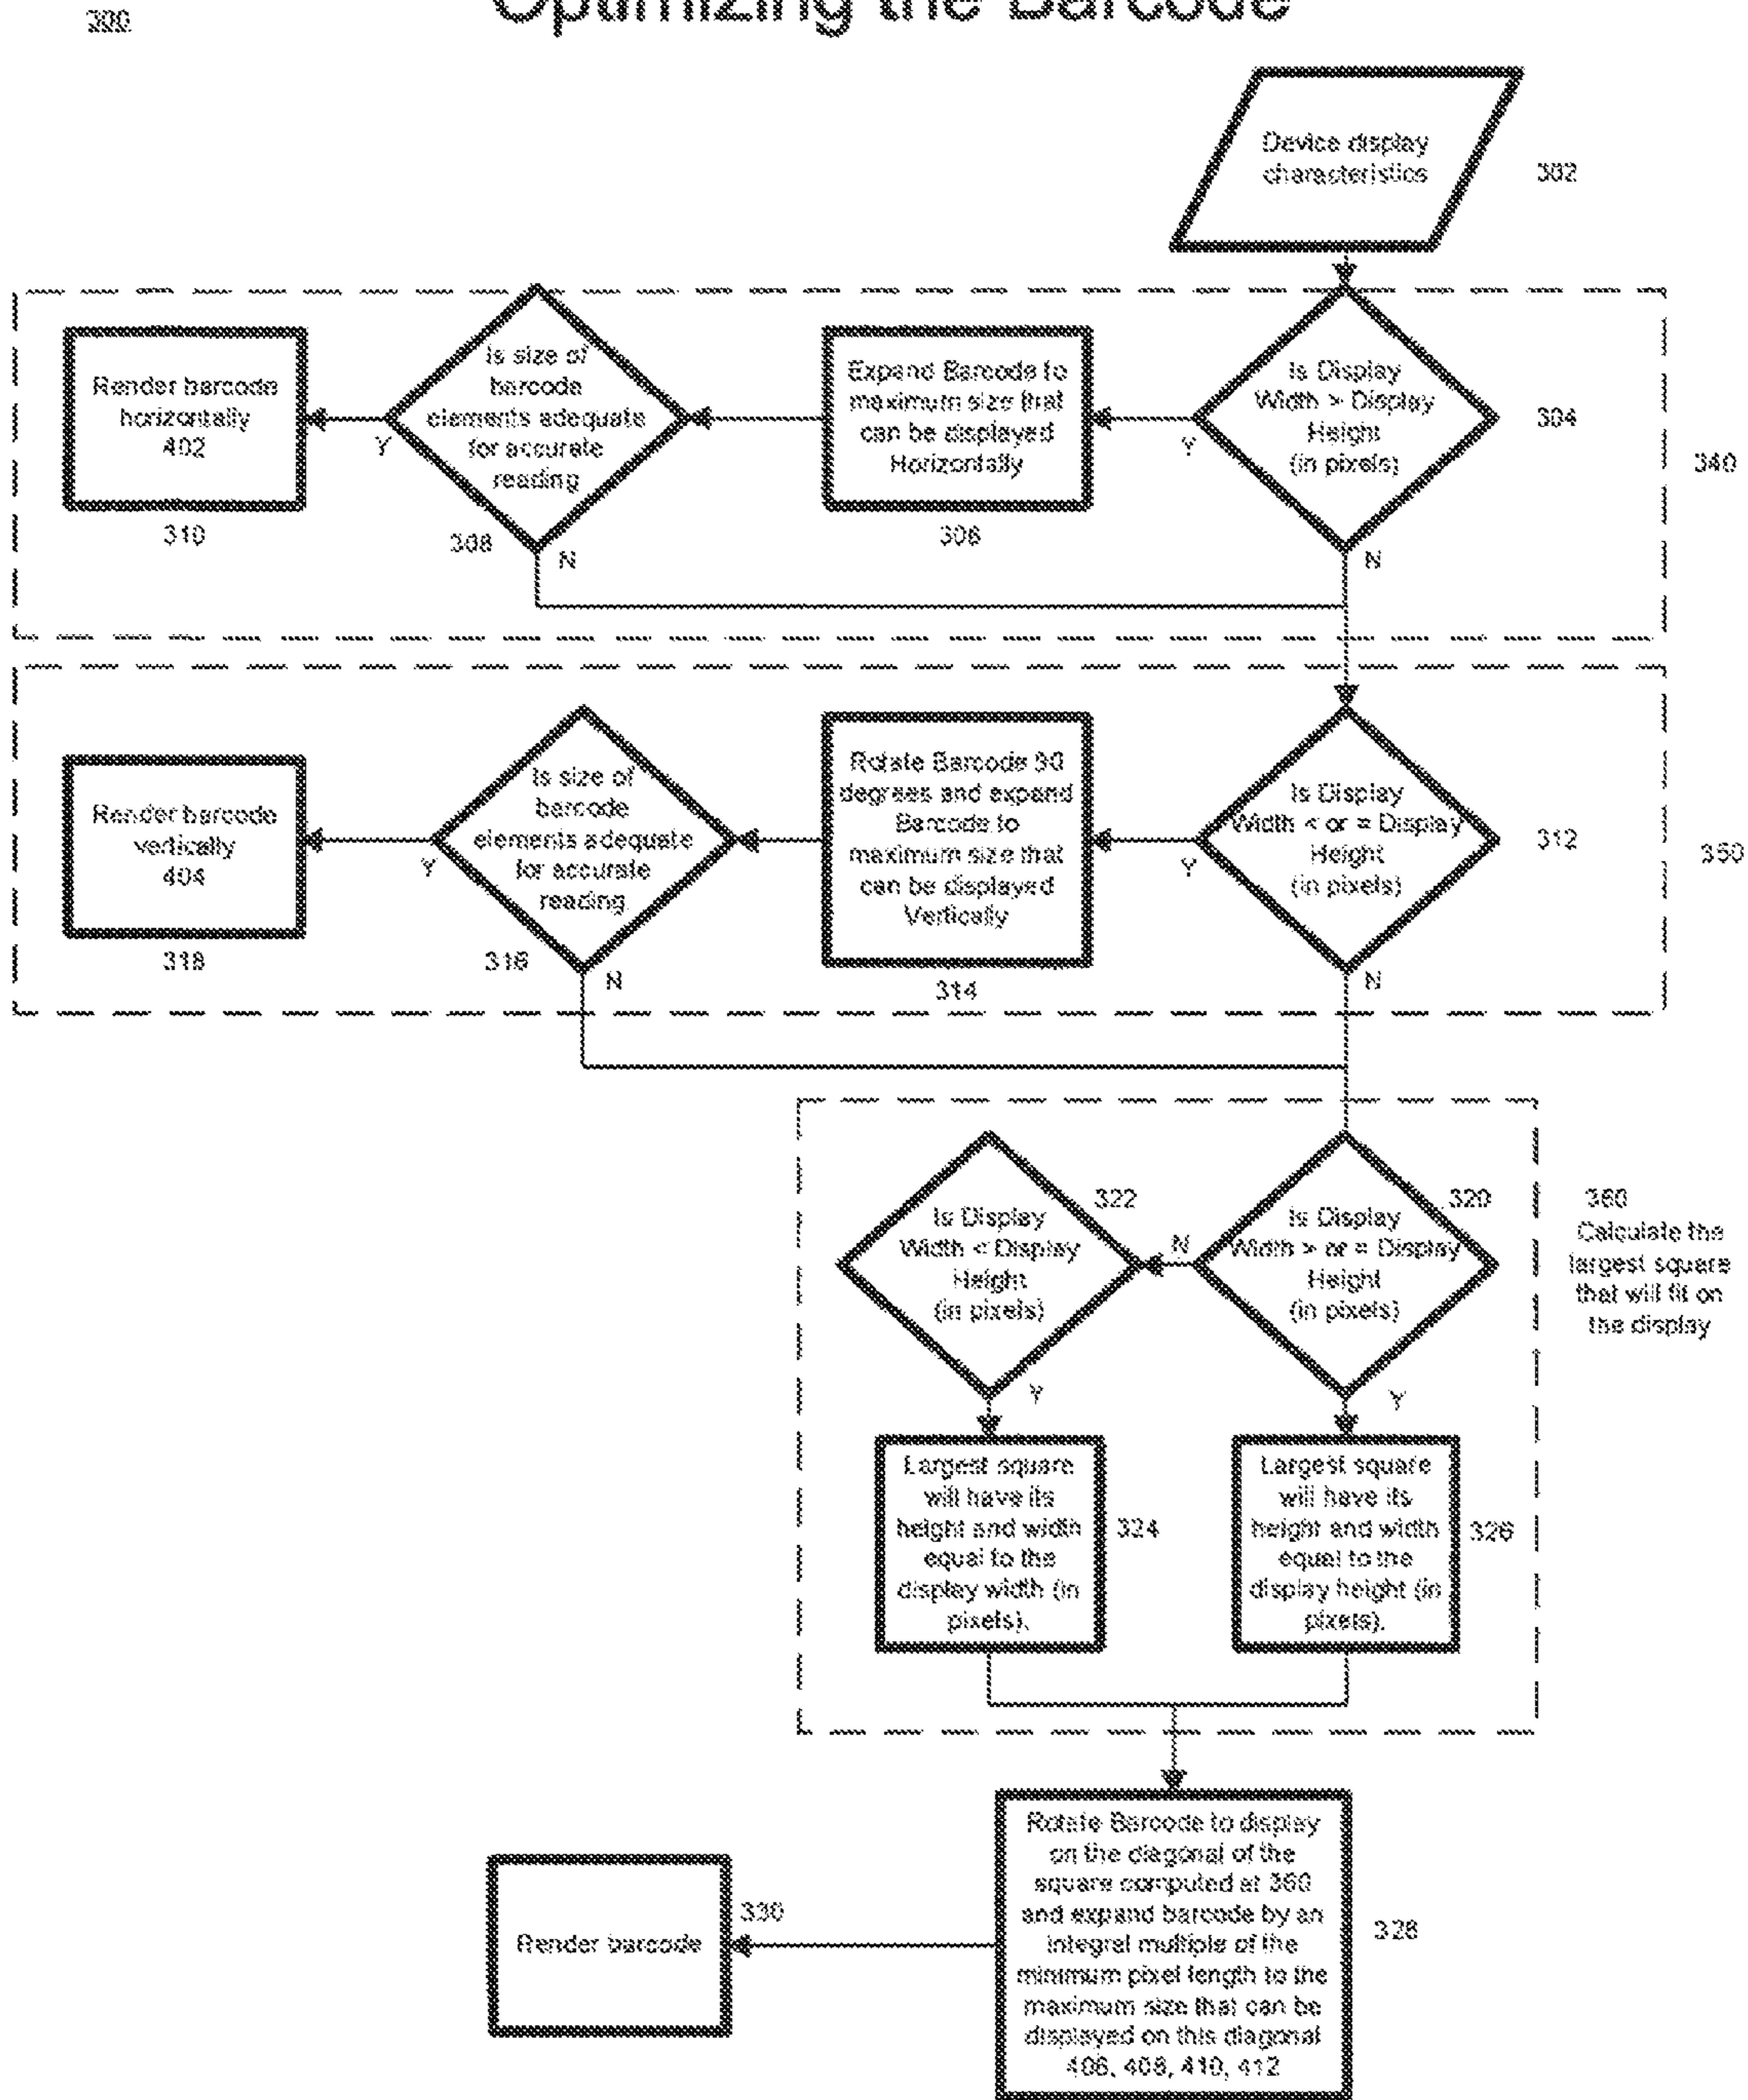 Optimizing the Barcode
300
Device display
characteristics
302
Render barcode
horizontally
402
310
Is size of
barcode
elements adequate
for accurate
reading
308
Y
N
Expand Barcode to
maximum size that
can be displayed
Horizontally
306
Is Display
Width > Display
Height
(in pixels)
304
Y
N
340
Render barcode
vertically
404
318
Is size of
barcode
elements adequate
for accurate
reading
316
Y
N
Rotate Barcode 90
degrees and expand
Barcode to
maximum size that
can be displayed
Vertically
314
Is Display
Width < or = Display
Height
(in pixels)
312
Y
N
350
Is Display
Width < Display
Height
(in pixels)
322
Y
N
Is Display
Width > or = Display
Height
(in pixels)
320
Y
360
Calculate the
largest square
that will fit on
the display
Largest square
will have its
height and width
equal to the
display width (in
pixels).
324
Largest square
will have its
height and width
equal to the
display height (in
pixels).
326
Rotate Barcode to display
on the diagonal of the
square computed at 360
and expand barcode by an
integral multiple of the
minimum pixel length to the
maximum size that can be
displayed on this diagonal
406, 408, 410, 412
328
Render barcode
330